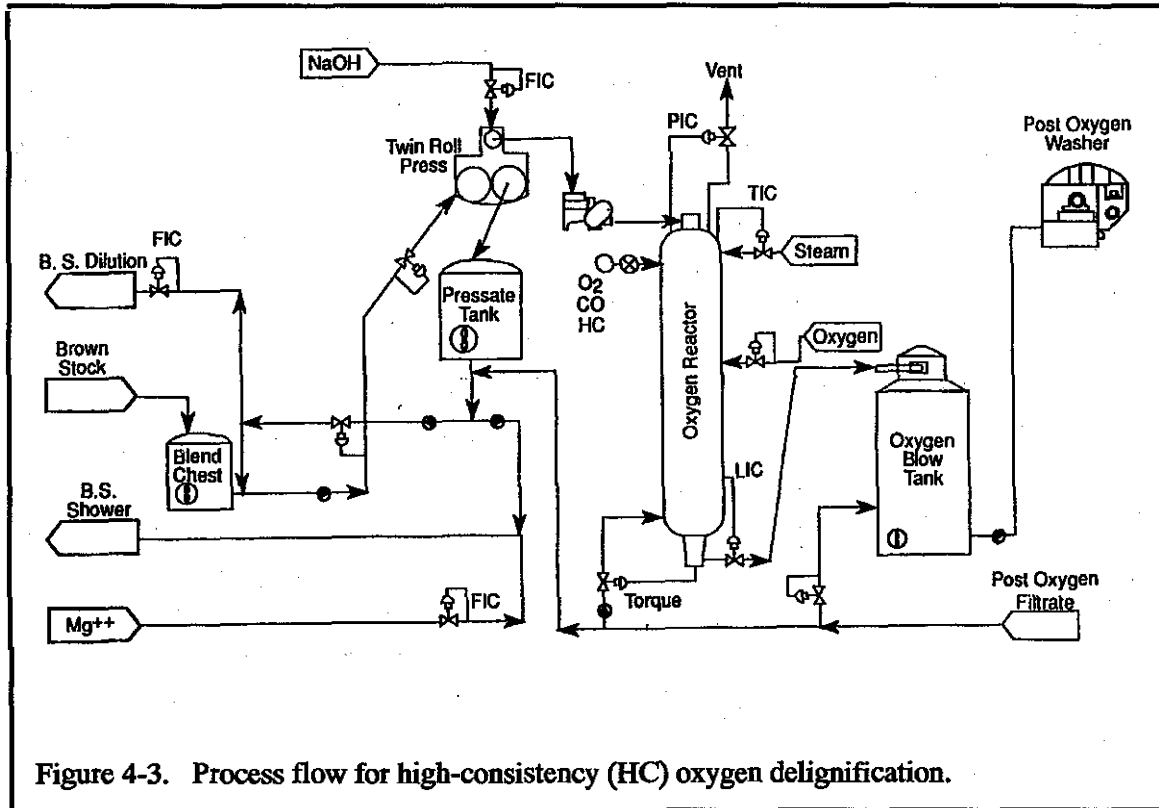 NaOH
FIC
Vent
PIC
Post Oxygen
Washer
Twin Roll
Press
TIC
FIC
B. S. Dilution
Steam
O2
CO
HC
Pressate
Tank
Oxygen Reactor
Oxygen
Brown
Stock
Blend
Chest
Oxygen
Blow
Tank
LIC
B.S.
Shower
Post Oxygen
Filtrate
Torque
FIC
Mg++
Figure 4-3. Process flow for high-consistency (HC) oxygen delignification.